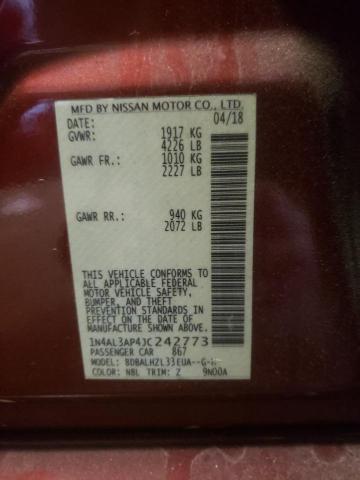 MFD BY NISSAN MOTOR CO., LTD.
DATE: 04/18
GVWR: 1917 KG
4226 LB
GAWR FR.: 1010 KG
2227 LB
GAWR RR.: 940 KG
2072 LB
THIS VEHICLE CONFORMS TO
ALL APPLICABLE FEDERAL
MOTOR VEHICLE SAFETY,
BUMPER, AND THEFT
PREVENTION STANDARDS IN
EFFECT ON THE DATE OF
MANUFACTURE SHOWN ABOVE.
1N4AL3AP4JC242773
PASSENGER CAR 867
MODEL:
COLOR: NBL TRIM: Z 9N00A